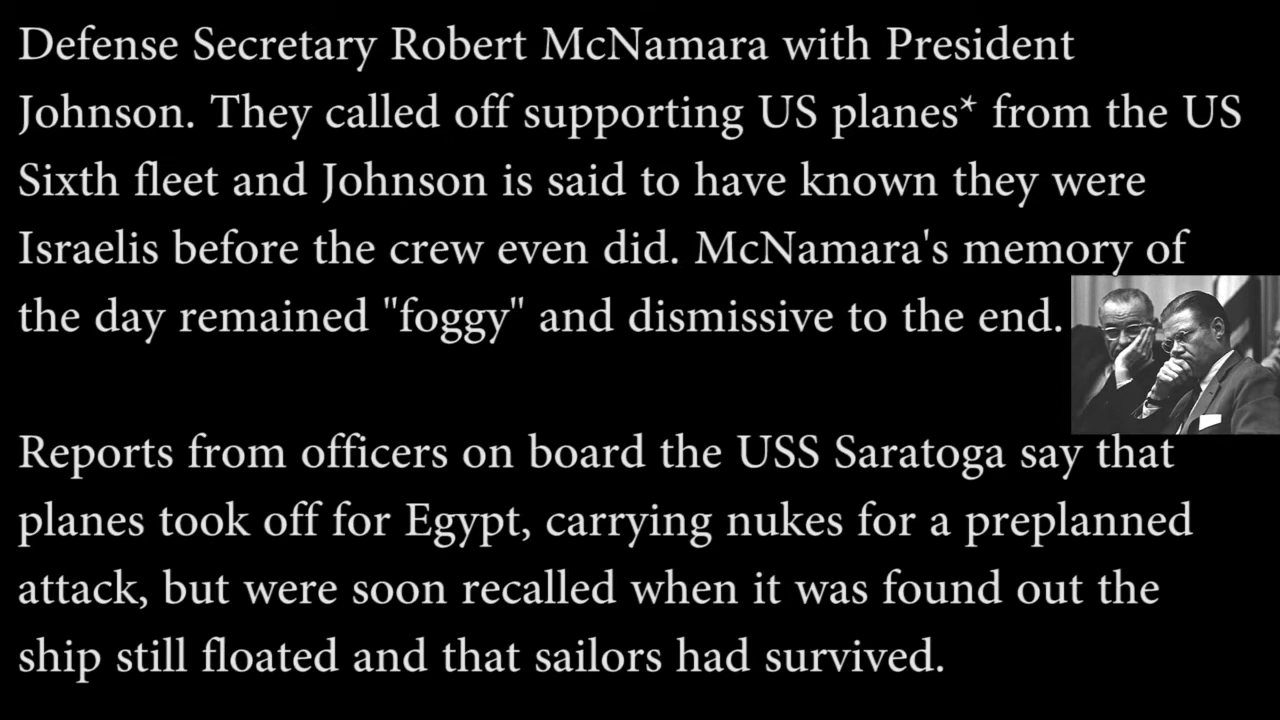 Defense Secretary Robert McNamara with President
Johnson. They called off supporting US planes* from the US
Sixth fleet and Johnson is said to have known they were
Israelis before the crew even did. McNamara's memory of
the day remained "foggy" and dismissive to the end.
Reports from officers on board the USS Saratoga say that
planes took off for Egypt, carrying nukes for a preplanned
attack, but were soon recalled when it was found out the
ship still floated and that sailors had survived.